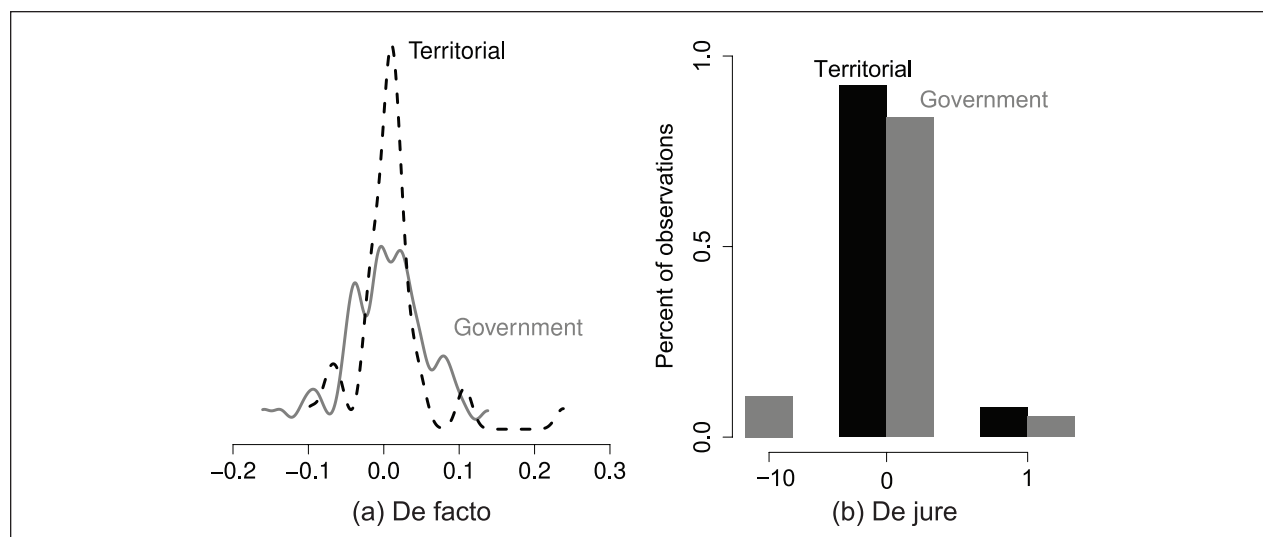 Territorial
Government
−0.2 −0.1 0.0 0.1 0.2 0.3
(a) De facto
Percent of observations
1.0
0.5
0.0
Territorial
Government
−10 0 1
(b) De jure